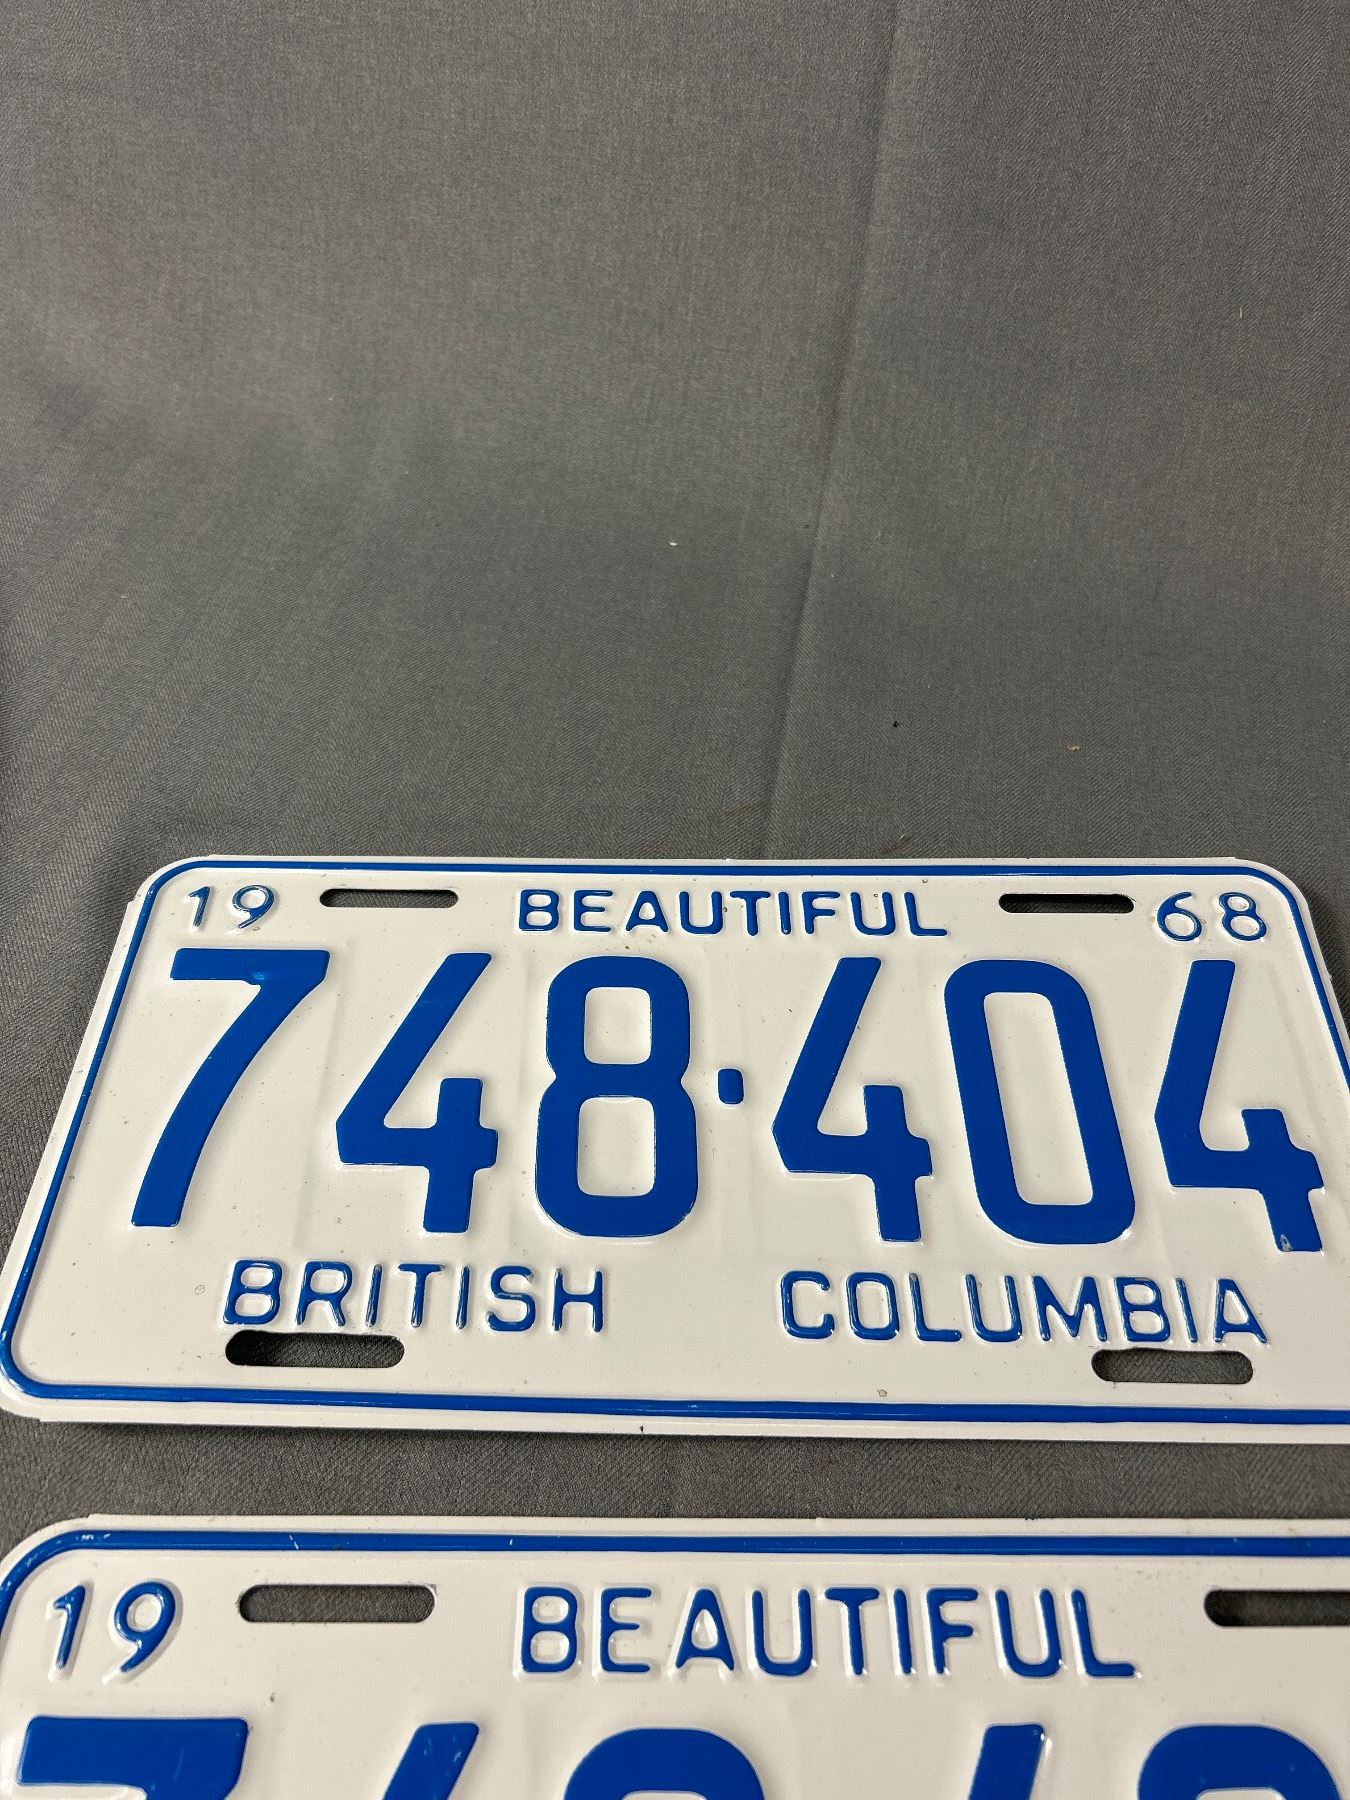 19 BEAUTIFUL 68
748·404
BRITISH COLUMBIA
19 BEAUTIFUL